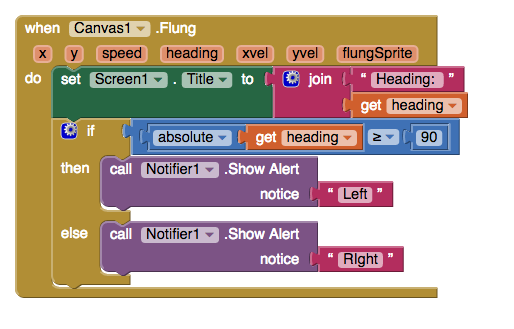 when Canvas1 .Flung
x y speed heading xvel yvel flungSprite
do set Screen1 . Title to join " Heading: "
get heading
if absolute get heading ≥ 90
then call Notifier1 .Show Alert
notice " Left "
else call Notifier1 .Show Alert
notice " RIght "